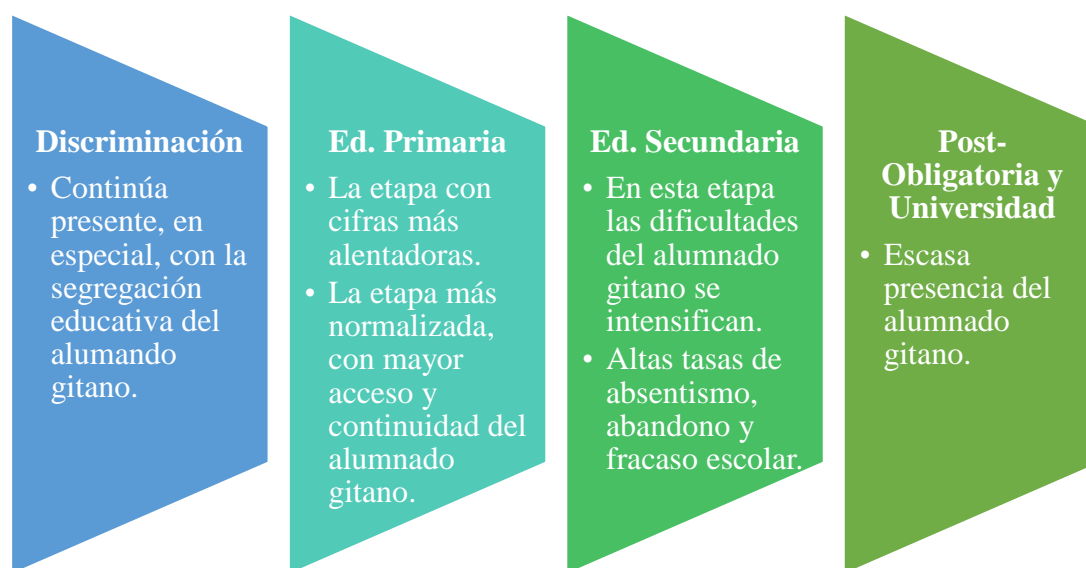 Discriminación
• Continúa
presente, en
especial, con la
segregación
educativa del
alumando
gitano.
Ed. Primaria
• La etapa con
cifras más
alentadoras.
• La etapa más
normalizada,
con mayor
acceso y
continuidad del
alumnado
gitano.
Ed. Secundaria
• En esta etapa
las dificultades
del alumnado
gitano se
intensifican.
• Altas tasas de
absentismo,
abandono y
fracaso escolar.
Post-
Obligatoria y
Universidad
• Escasa
presencia del
alumnado
gitano.